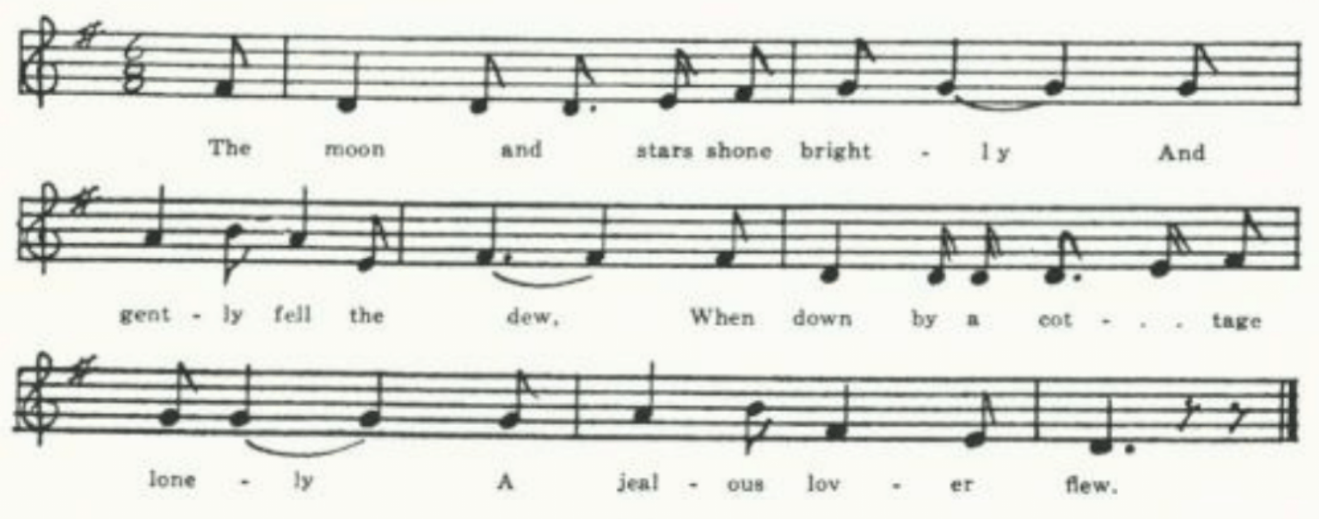 The moon and stars shone bright - ly And
gent - ly fell the dew, When down by a cot - . . tage
lone - ly A jeal - ous lov - er flew.